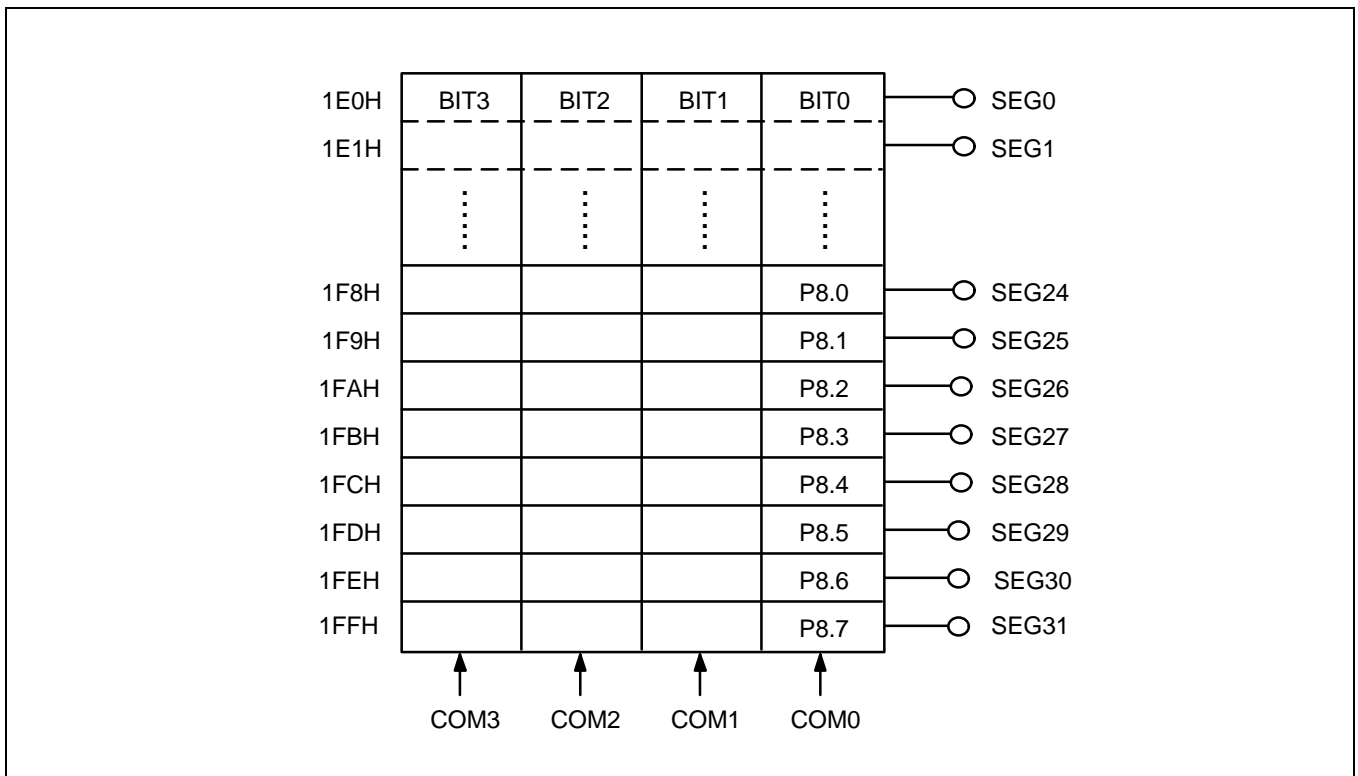 1E0H BIT3 BIT2 BIT1 BIT0 SEG0
1E1H SEG1
1F8H P8.0 SEG24
1F9H P8.1 SEG25
1FAH P8.2 SEG26
1FBH P8.3 SEG27
1FCH P8.4 SEG28
1FDH P8.5 SEG29
1FEH P8.6 SEG30
1FFH P8.7 SEG31
COM3 COM2 COM1 COM0